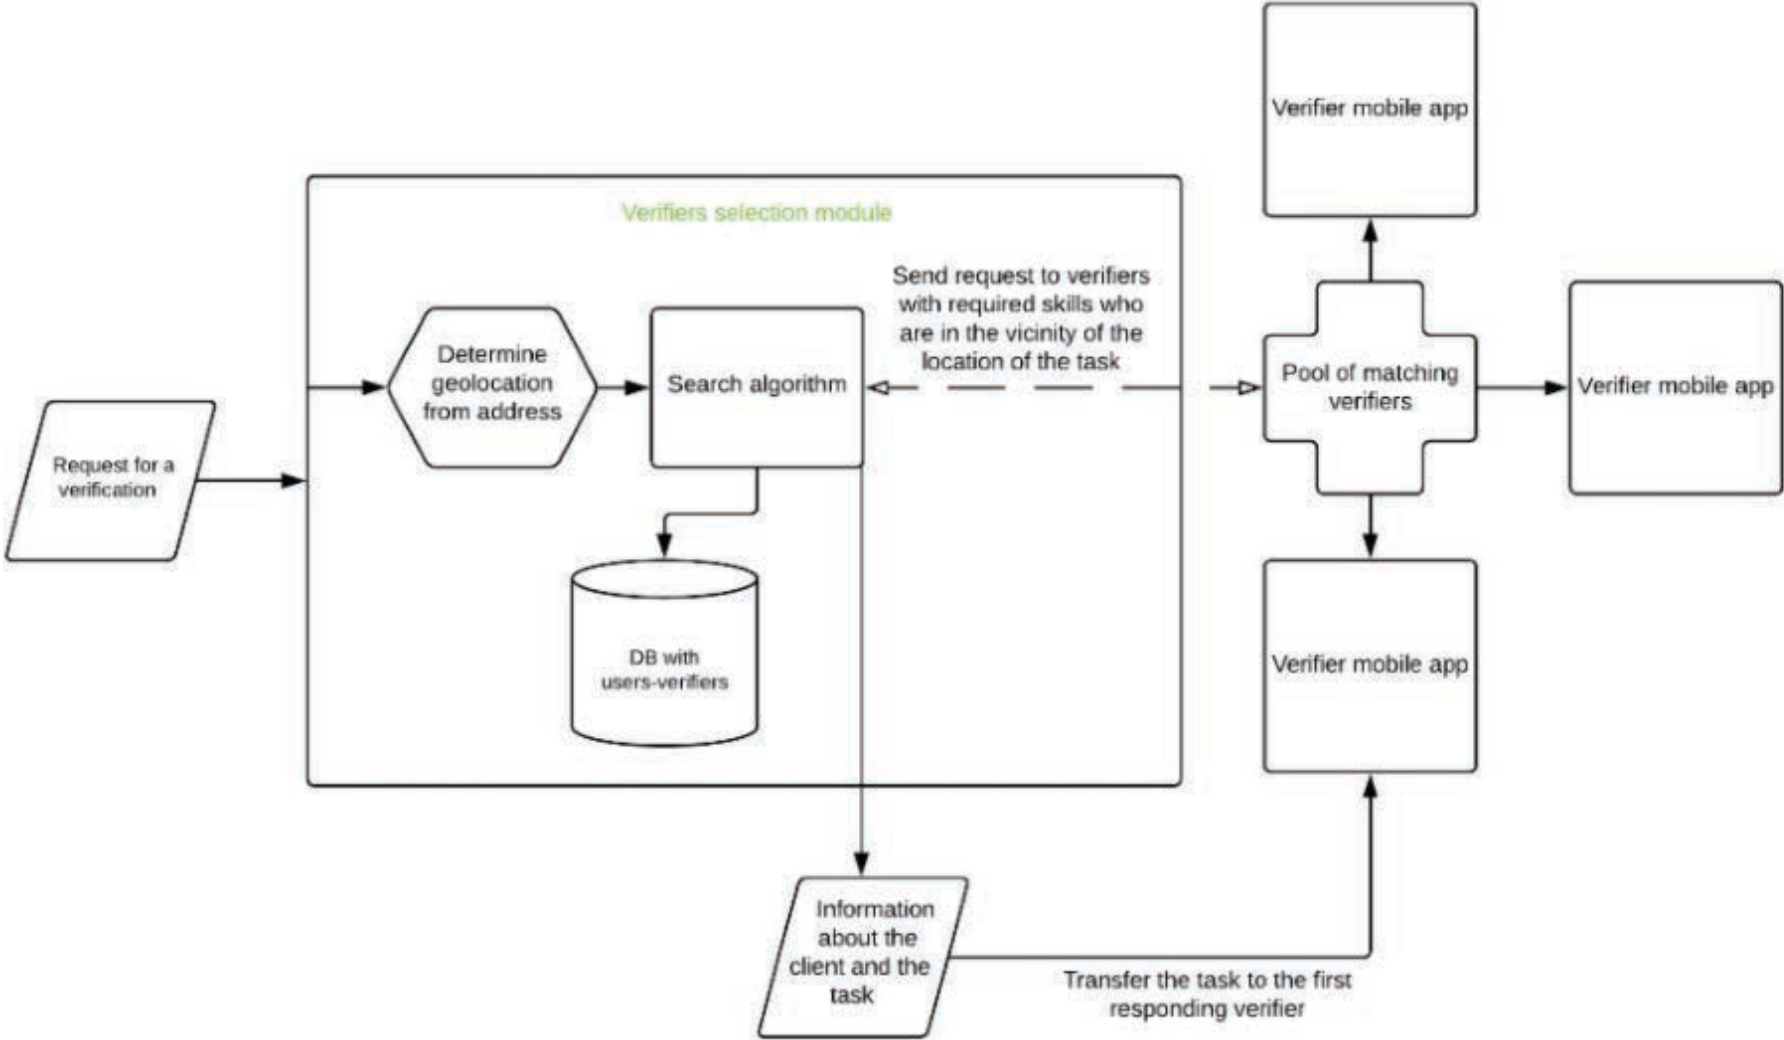 Verifier mobile app
Verifiers selection module
Send request to verifiers
with required skills who
are in the vicinity of the
location of the task
Determine
geolocation
from address
Search algorithm
Pool of matching
verifiers
Verifier mobile app
Request for a
verification
DB with
users-verifiers
Verifier mobile app
Information
about the
client and the
task
Transfer the task to the first
responding verifier